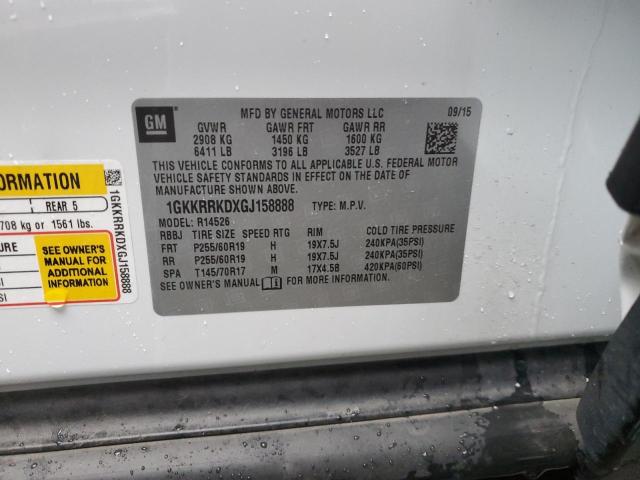 GM
MFD BY GENERAL MOTORS LLC 09/15
GVWR GAWR FRT GAWR RR
2908 KG 1450 KG 1600 KG
6411 LB 3196 LB 3527 LB
THIS VEHICLE CONFORMS TO ALL APPLICABLE U.S. FEDERAL MOTOR
VEHICLE SAFETY STANDARDS IN EFFECT ON THE DATE OF
MANUFACTURE SHOWN ABOVE.
1GKKRRKDXGJ158888 TYPE: M.P.V.
MODEL: R14526
RBBJ TIRE SIZE SPEED RTG RIM COLD TIRE PRESSURE
FRT P255/60R19 H 19X7.5J 240KPA(35PSI)
RR P255/60R19 H 19X7.5J 240KPA(35PSI)
SPA T145/70R17 M 17X4.5B 420KPA(60PSI)
SEE OWNER'S MANUAL FOR MORE INFORMATION.
REAR 5
708 kg or 1561 lbs.
SEE OWNER'S
MANUAL FOR
ADDITIONAL
INFORMATION
1GKKRRKDXGJ158888